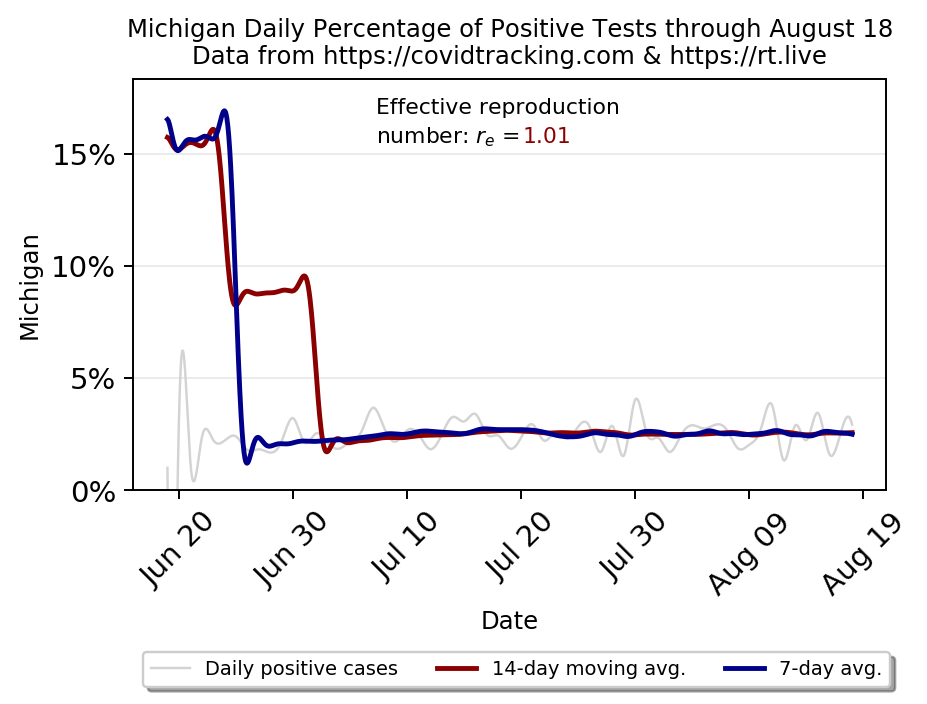 Michigan Daily Percentage of Positive Tests through August 18
Data from https://covidtracking.com & https://rt.live
Effective reproduction
number: rₑ = 1.01
Michigan
15%
10%
5%
0%
Jun 20
Jun 30
Jul 10
Jul 20
Jul 30
Aug 09
Aug 19
Date
Daily positive cases
14-day moving avg.
7-day avg.